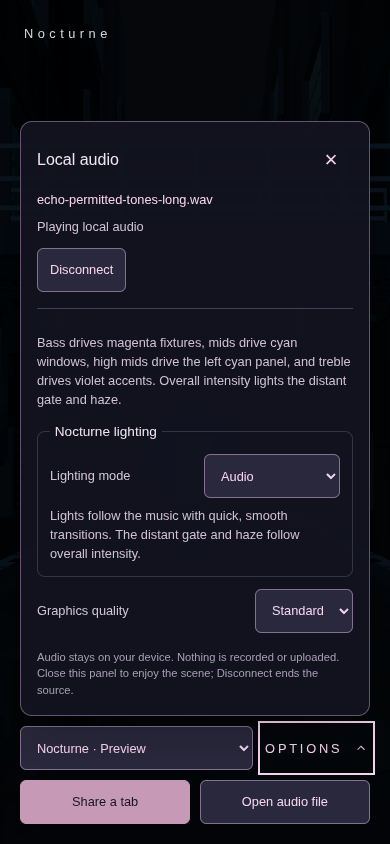 Nocturne
Local audio ✕
echo-permitted-tones-long.wav
Playing local audio
Disconnect
Bass drives magenta fixtures, mids drive cyan
windows, high mids drive the left cyan panel, and treble
drives violet accents. Overall intensity lights the distant
gate and haze.
Nocturne lighting
Lighting mode Audio
Lights follow the music with quick, smooth
transitions. The distant gate and haze follow
overall intensity.
Graphics quality Standard
Audio stays on your device. Nothing is recorded or uploaded.
Close this panel to enjoy the scene; Disconnect ends the
source.
Nocturne · Preview OPTIONS
Share a tab Open audio file